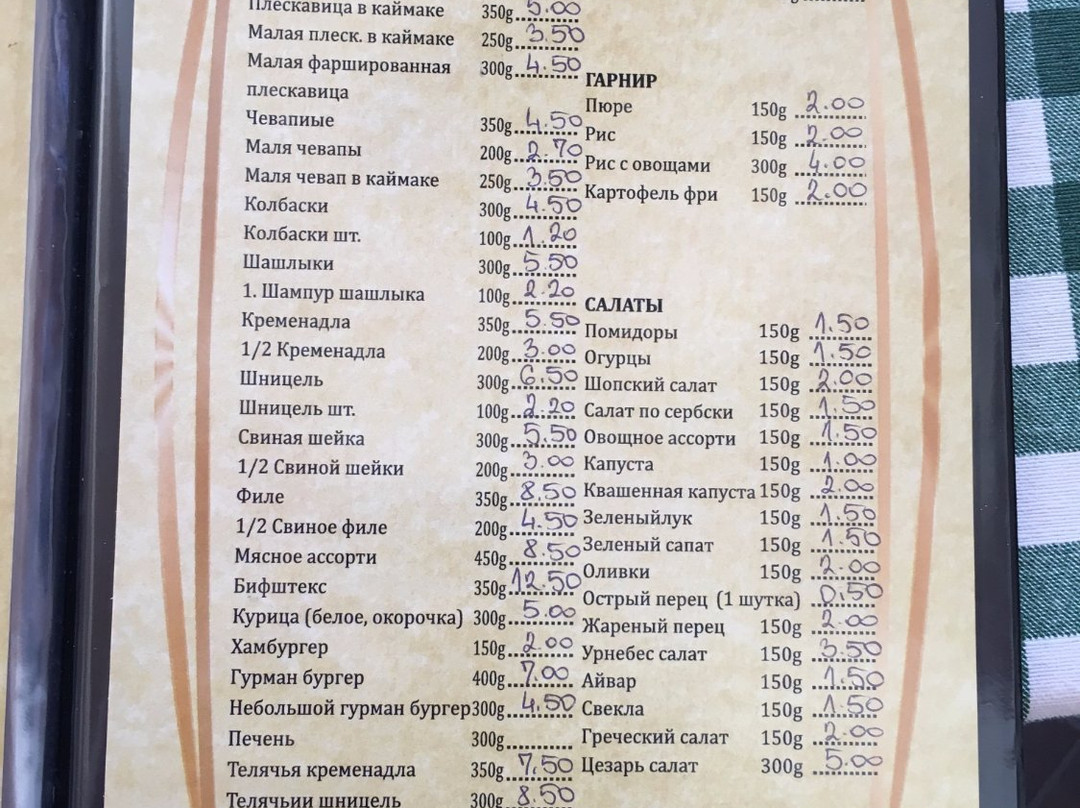 Плескавица в каймаке 350g 5.00
Малая плеск. в каймаке 250g 3.50
Малая фаршированная 300g 4.50
плескавица
Чевапиые 350g 4.50
Маля чевапы 200g 2.70
Маля чевап в каймаке 250g 3.50
Колбаски 300g 4.50
Колбаски шт. 100g 1.20
Шашлыки 300g 5.50
1. Шампур шашлыка 100g 2.20
Кременадла 350g 5.50
1/2 Кременадла 200g 3.00
Шницель 300g 6.50
Шницель шт. 100g 2.20
Свиная шейка 300g 5.50
1/2 Свиной шейки 200g 3.00
Филе 350g 8.50
1/2 Свиное филе 200g 4.50
Мясное ассорти 450g 8.50
Бифштекс 350g 12.50
Курица (белое, окорочка) 300g 5.00
Хамбургер 150g 2.00
Гурман бургер 400g 7.00
Небольшой гурман бургер 300g 4.50
Печень 300g
Телячья кременадла 350g 7.50
Телячьии шницель 300g 8.50
ГАРНИР
Пюре 150g 2.00
Рис 150g 2.00
Рис с овощами 300g 4.00
Картофель фри 150g 2.00
САЛАТЫ
Помидоры 150g 1.50
Огурцы 150g 1.50
Шопский салат 150g 2.00
Салат по сербски 150g 1.50
Овощное ассорти 150g 1.50
Капуста 150g 1.00
Квашенная капуста 150g 2.00
Зеленыйлук 150g 1.50
Зеленый сапат 150g 1.50
Оливки 150g 2.00
Острый перец (1 шутка) 0.50
Жареный перец 150g 2.00
Урнебес салат 150g 3.50
Айвар 150g 1.50
Свекла 150g 1.50
Греческий салат 150g 2.00
Цезарь салат 300g 5.00